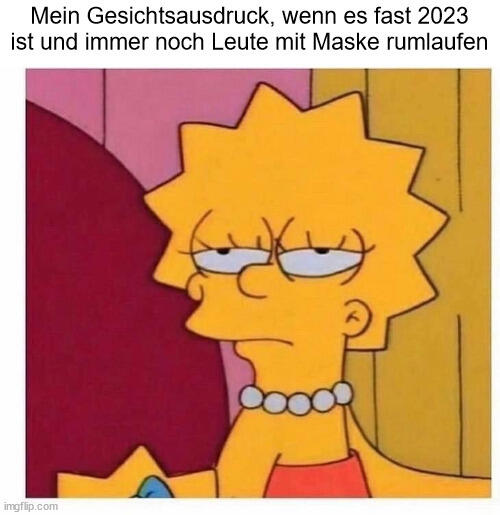 Mein Gesichtsausdruck, wenn es fast 2023
ist und immer noch Leute mit Maske rumlaufen
imgflip.com